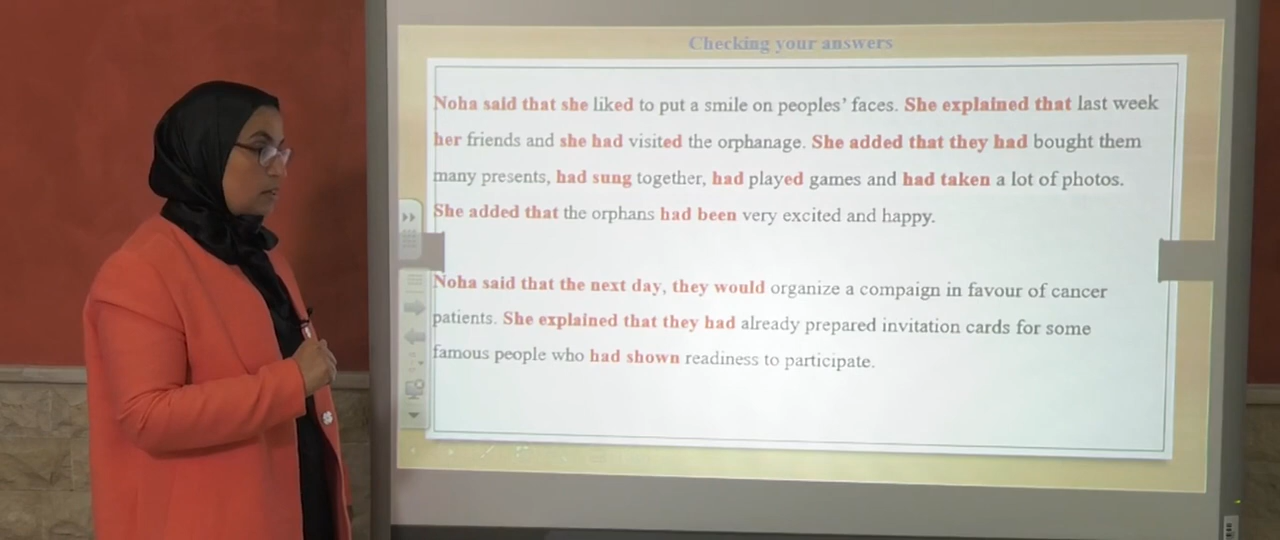 Checking your answers
Noha said that she liked to put a smile on peoples' faces. She explained that last week
her friends and she had visited the orphanage. She added that they had bought them
many presents, had sung together, had played games and had taken a lot of photos.
She added that the orphans had been very excited and happy.
Noha said that the next day, they would organize a compaign in favour of cancer
patients. She explained that they had already prepared invitation cards for some
famous people who had shown readiness to participate.